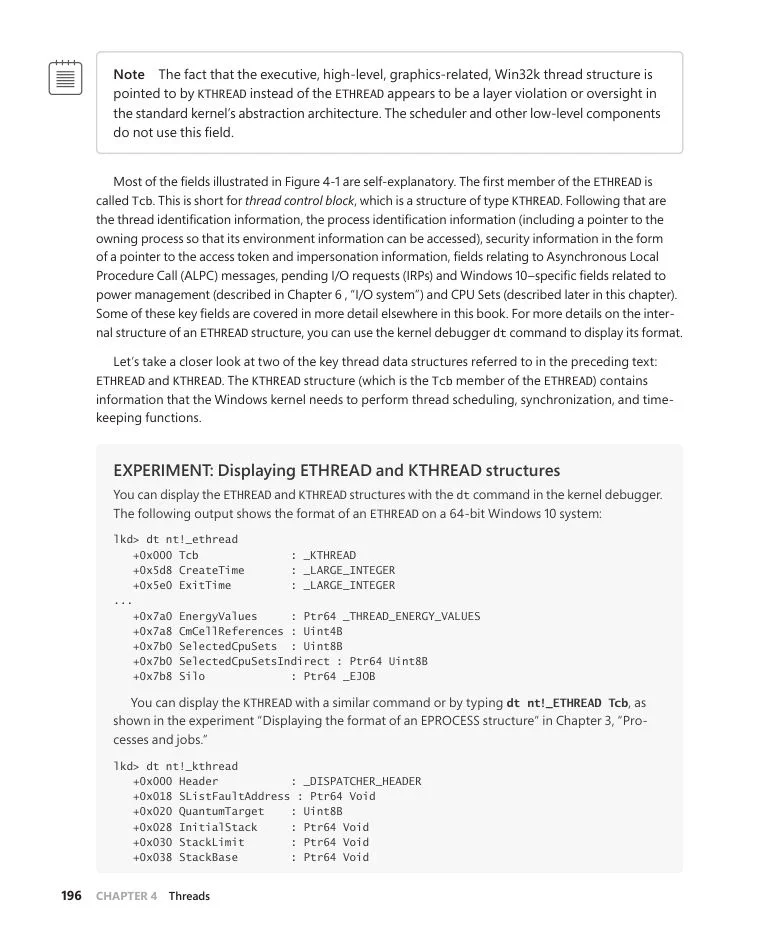 Note The fact that the executive, high-level, graphics-related, Win32k thread structure is
pointed to by KTHREAD instead of the ETHREAD appears to be a layer violation or oversight in
the standard kernel's abstraction architecture. The scheduler and other low-level components
do not use this field.
Most of the fields illustrated in Figure 4-1 are self-explanatory. The first member of the ETHREAD is
called Tcb. This is short for thread control block, which is a structure of type KTHREAD. Following that are
the thread identification information, the process identification information (including a pointer to the
owning process so that its environment information can be accessed), security information in the form
of a pointer to the access token and impersonation information, fields relating to Asynchronous Local
Procedure Call (ALPC) messages, pending I/O requests (IRPs) and Windows 10–specific fields related to
power management (described in Chapter 6 , "I/O system") and CPU Sets (described later in this chapter).
Some of these key fields are covered in more detail elsewhere in this book. For more details on the inter-
nal structure of an ETHREAD structure, you can use the kernel debugger dt command to display its format.
Let's take a closer look at two of the key thread data structures referred to in the preceding text:
ETHREAD and KTHREAD. The KTHREAD structure (which is the Tcb member of the ETHREAD) contains
information that the Windows kernel needs to perform thread scheduling, synchronization, and time-
keeping functions.
EXPERIMENT: Displaying ETHREAD and KTHREAD structures
You can display the ETHREAD and KTHREAD structures with the dt command in the kernel debugger.
The following output shows the format of an ETHREAD on a 64-bit Windows 10 system:
lkd> dt nt!_ethread
+0x000 Tcb : _KTHREAD
+0x5d8 CreateTime : _LARGE_INTEGER
+0x5e0 ExitTime : _LARGE_INTEGER
...
+0x7a0 EnergyValues : Ptr64 _THREAD_ENERGY_VALUES
+0x7a8 CmCellReferences : Uint4B
+0x7b0 SelectedCpuSets : Uint8B
+0x7b0 SelectedCpuSetsIndirect : Ptr64 Uint8B
+0x7b8 Silo : Ptr64 _EJOB
You can display the KTHREAD with a similar command or by typing dt nt!_ETHREAD Tcb, as
shown in the experiment "Displaying the format of an EPROCESS structure" in Chapter 3, "Pro-
cesses and jobs."
lkd> dt nt!_kthread
+0x000 Header : _DISPATCHER_HEADER
+0x018 SListFaultAddress : Ptr64 Void
+0x020 QuantumTarget : Uint8B
+0x028 InitialStack : Ptr64 Void
+0x030 StackLimit : Ptr64 Void
+0x038 StackBase : Ptr64 Void
196 CHAPTER 4 Threads